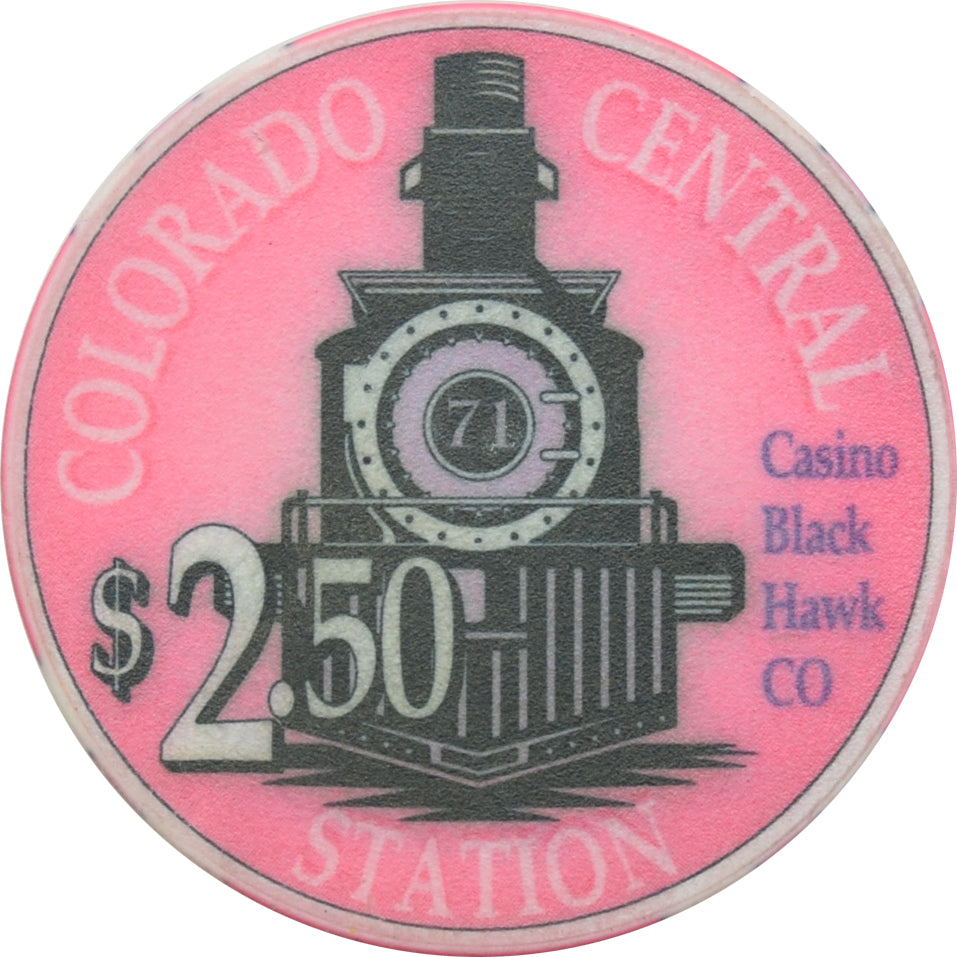 COLORADO CENTRAL
71
Casino
Black
Hawk
CO
$2.50
STATION